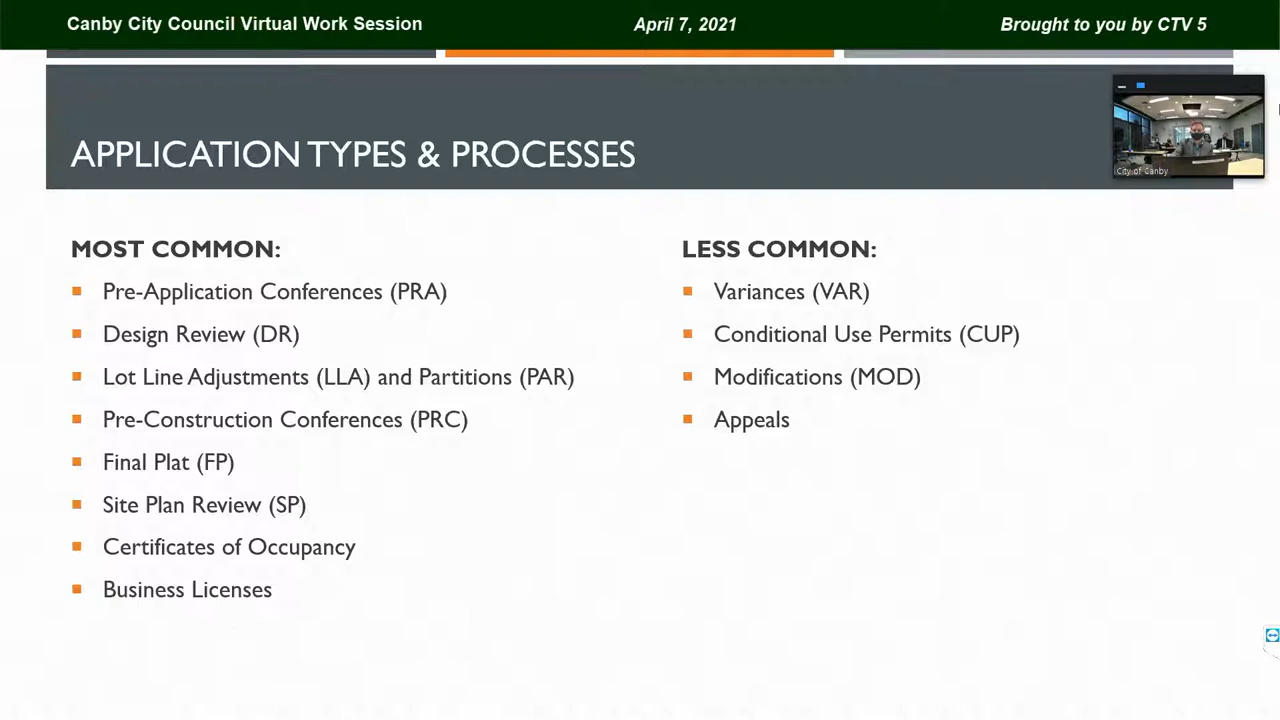 Canby City Council Virtual Work Session
April 7, 2021
Brought to you by CTV 5
APPLICATION TYPES & PROCESSES
City of Canby
MOST COMMON:
Pre-Application Conferences (PRA)
Design Review (DR)
Lot Line Adjustments (LLA) and Partitions (PAR)
Pre-Construction Conferences (PRC)
Final Plat (FP)
Site Plan Review (SP)
Certificates of Occupancy
Business Licenses
LESS COMMON:
Variances (VAR)
Conditional Use Permits (CUP)
Modifications (MOD)
Appeals